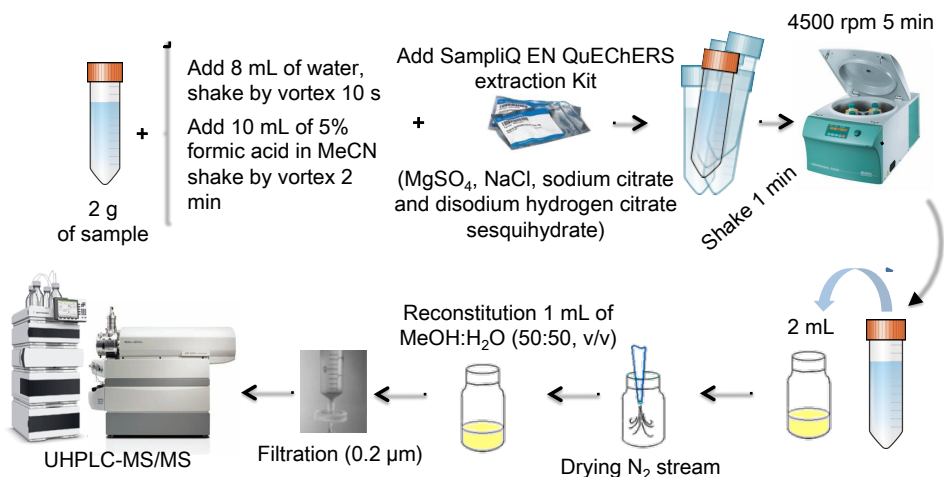 4500 rpm 5 min
Add SampliQ EN QuEChERS
extraction Kit
Add 8 mL of water,
shake by vortex 10 s
+
+
Add 10 mL of 5%
formic acid in MeCN
shake by vortex 2
min
(MgSO₄, NaCl, sodium citrate
and disodium hydrogen citrate
sesquihydrate)
Shake 1 min
2 g
of sample
Reconstitution 1 mL of
MeOH:H₂O (50:50, v/v)
2 mL
UHPLC-MS/MS
Filtration (0.2 µm)
Drying N₂ stream